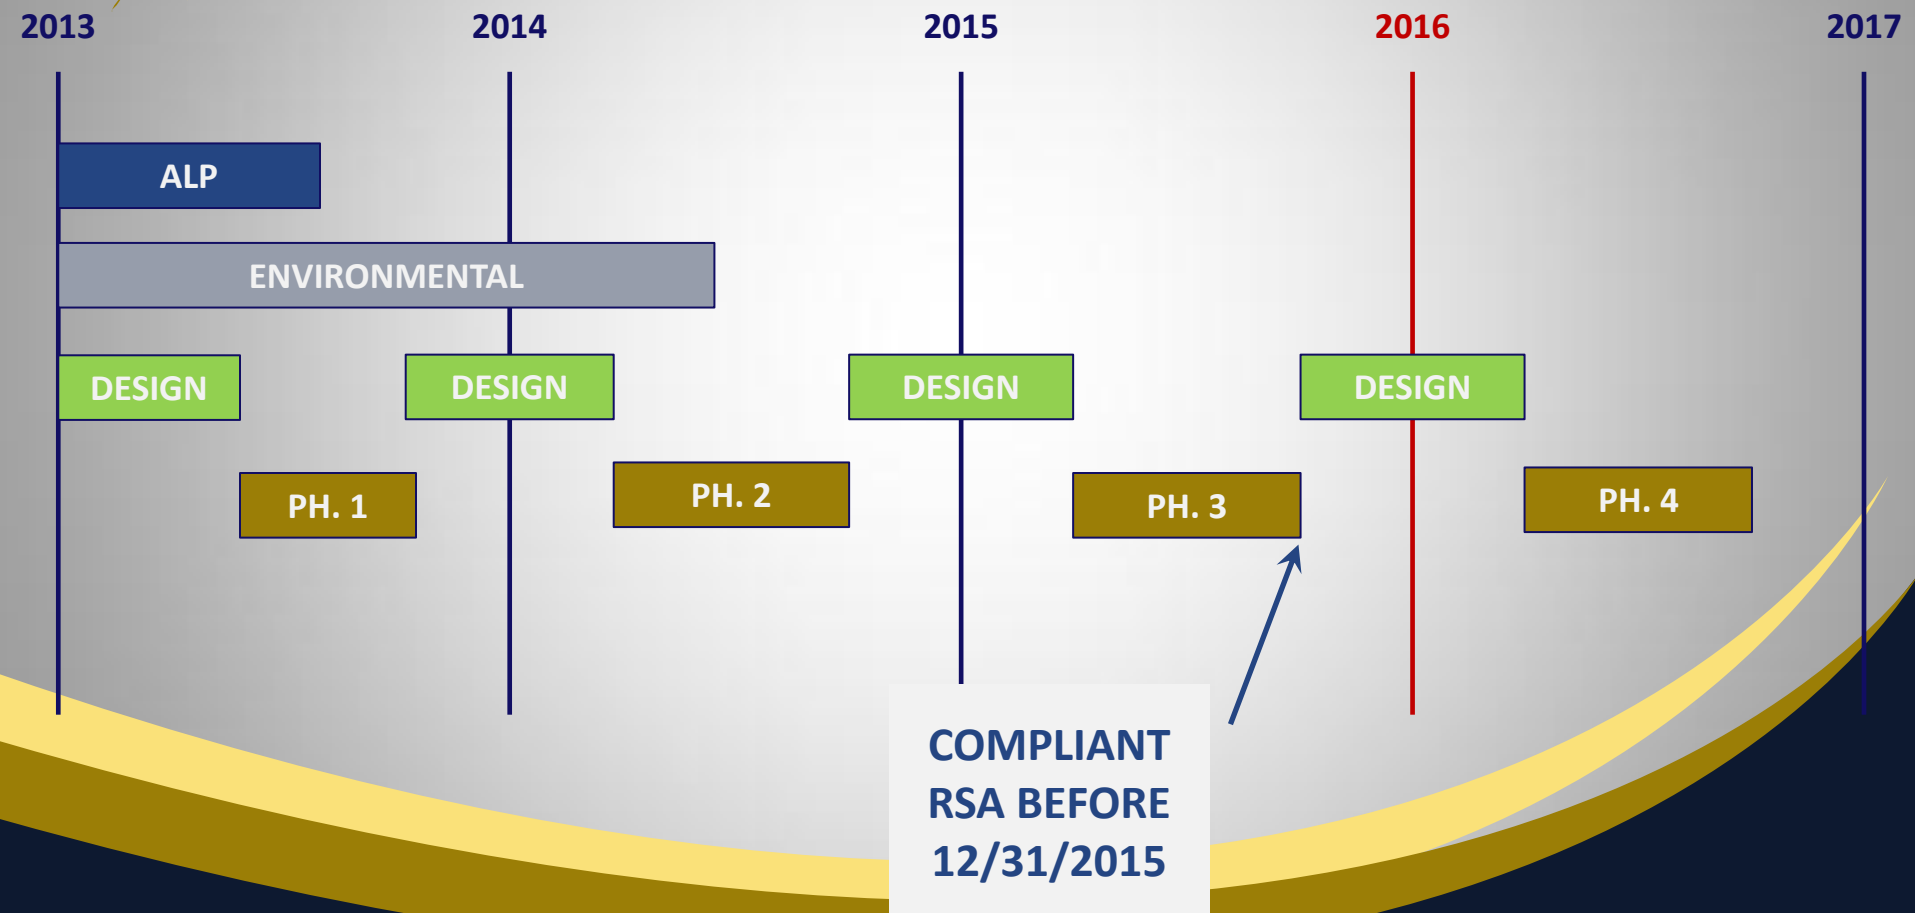 2013
2014
2015
2016
2017
ALP
ENVIRONMENTAL
DESIGN
DESIGN
DESIGN
DESIGN
PH. 1
PH. 2
PH. 3
PH. 4
COMPLIANT
RSA BEFORE
12/31/2015